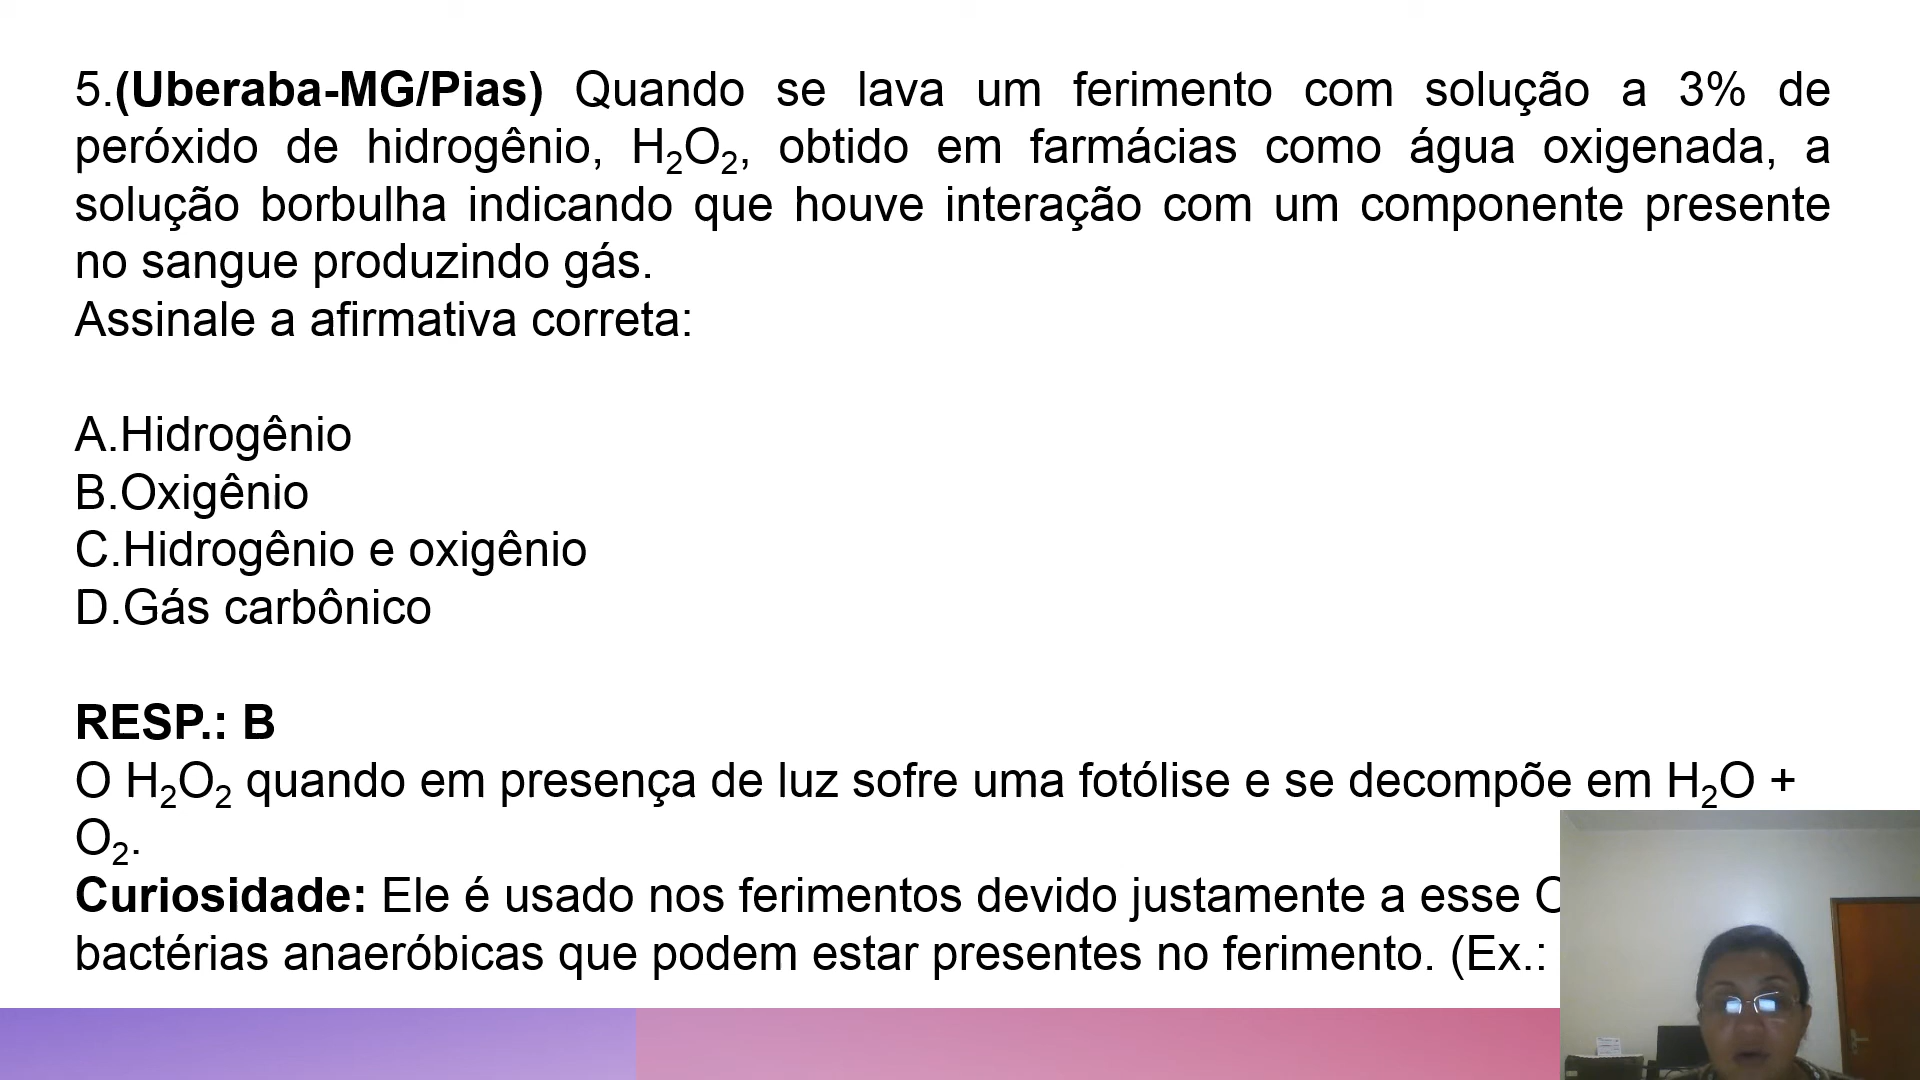 5.(Uberaba-MG/Pias) Quando se lava um ferimento com solução a 3% de
peróxido de hidrogênio, H₂O₂, obtido em farmácias como água oxigenada, a
solução borbulha indicando que houve interação com um componente presente
no sangue produzindo gás.
Assinale a afirmativa correta:
A.Hidrogênio
B.Oxigênio
C.Hidrogênio e oxigênio
D.Gás carbônico
RESP.: B
O H₂O₂ quando em presença de luz sofre uma fotólise e se decompõe em H₂O +
O₂.
Curiosidade: Ele é usado nos ferimentos devido justamente a esse
bactérias anaeróbicas que podem estar presentes no ferimento. (Ex.: